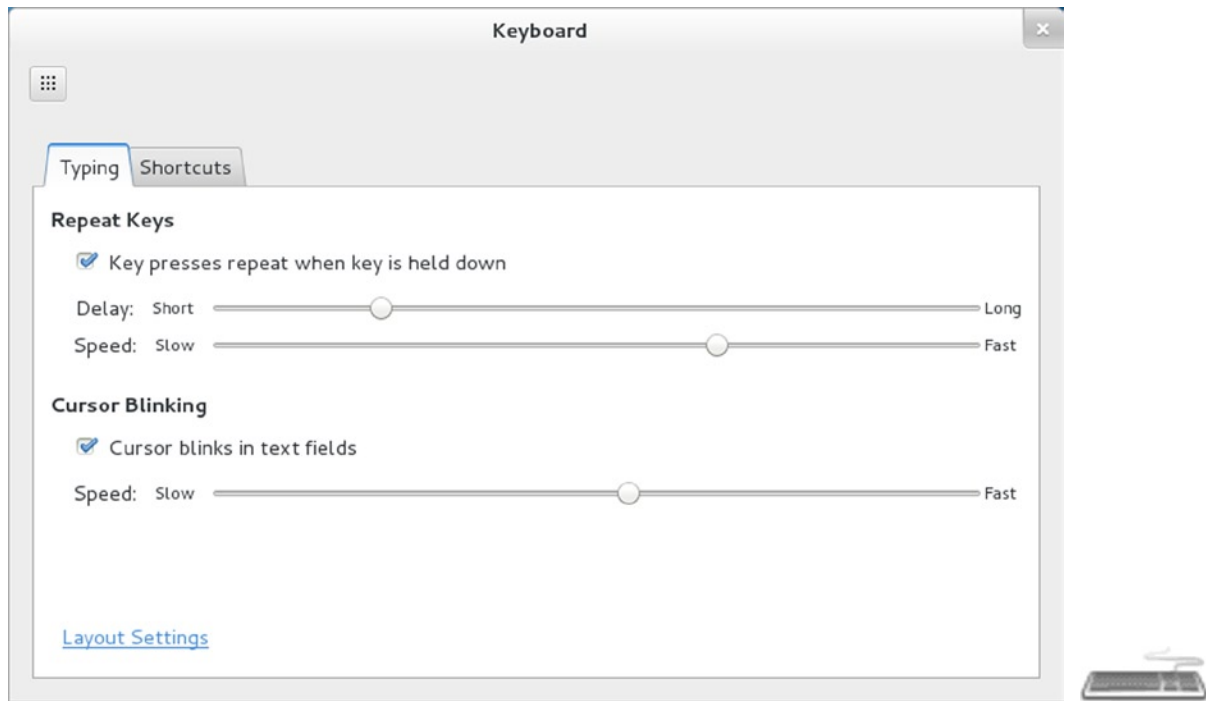 Keyboard
Typing Shortcuts
Repeat Keys
Key presses repeat when key is held down
Delay: Short Long
Speed: Slow Fast
Cursor Blinking
Cursor blinks in text fields
Speed: Slow Fast
Layout Settings